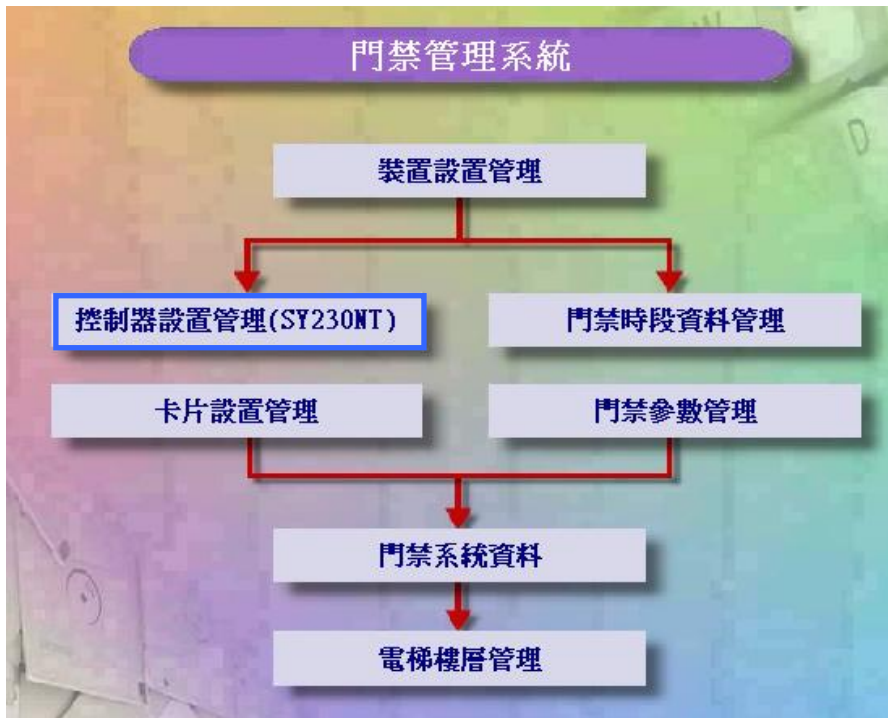 門禁管理系統
裝置設置管理
控制器設置管理(SY230NT)
門禁時段資料管理
卡片設置管理
門禁參數管理
門禁系統資料
電梯樓層管理